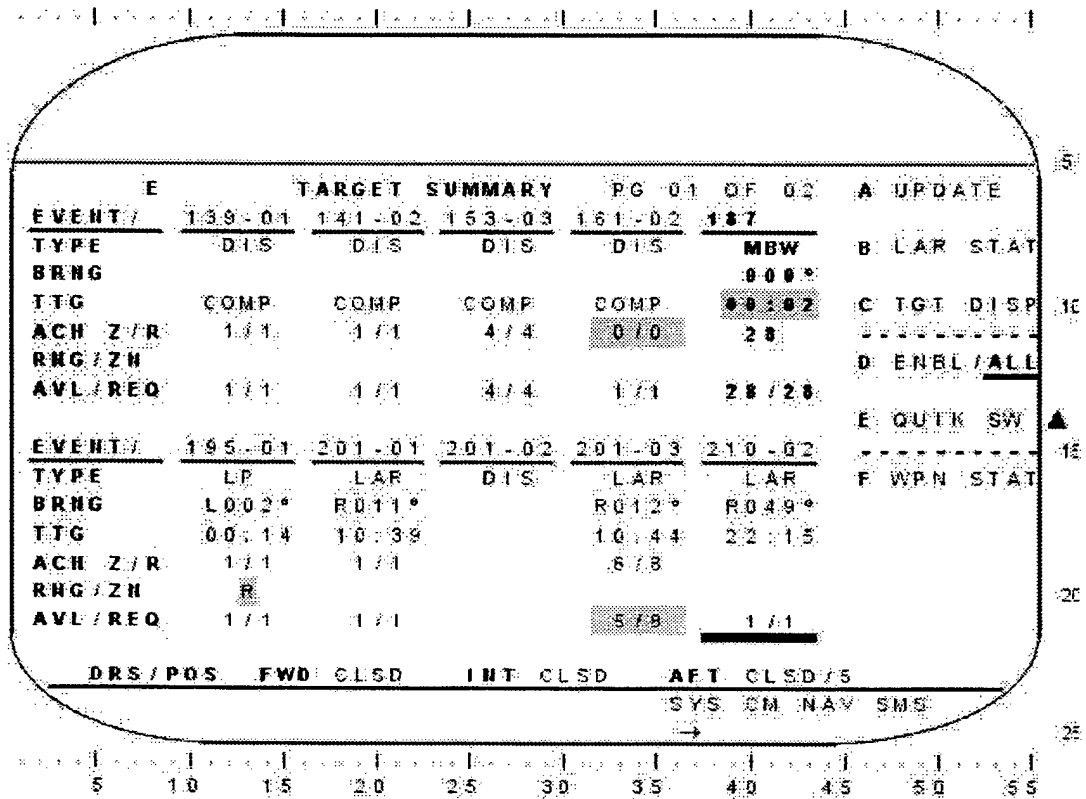 5
E TARGET SUMMARY PG 01 OF 02 A UPDATE
EVENT/ 139-01 141-02 153-03 161-02 187
TYPE DIS DIS DIS DIS MBW B LAR STAT
BRNG 000°
TTG COMP COMP COMP COMP 00:02 C TGT DISP 10
ACH Z/R 1/1 1/1 4/4 0/0 28
RNG/ZN D ENBL/ALL
AVL/REQ 1/1 1/1 4/4 1/1 28/28
E QUIK SW ▲
EVENT/ 195-01 201-01 201-02 201-03 210-02 15
TYPE LP LAR DIS LAR LAR F WPN STAT
BRNG L002° R011° R012° R049°
TTG 00:14 10:39 10:44 22:15
ACH Z/R 1/1 1/1 8/8
RNG/ZN R 20
AVL/REQ 1/1 1/1 5/8 1/1
DRS/POS FWD CLSD INT CLSD AFT CLSD/5
SYS CM NAV SMS
→ 25
5 10 15 20 25 30 35 40 45 50 55